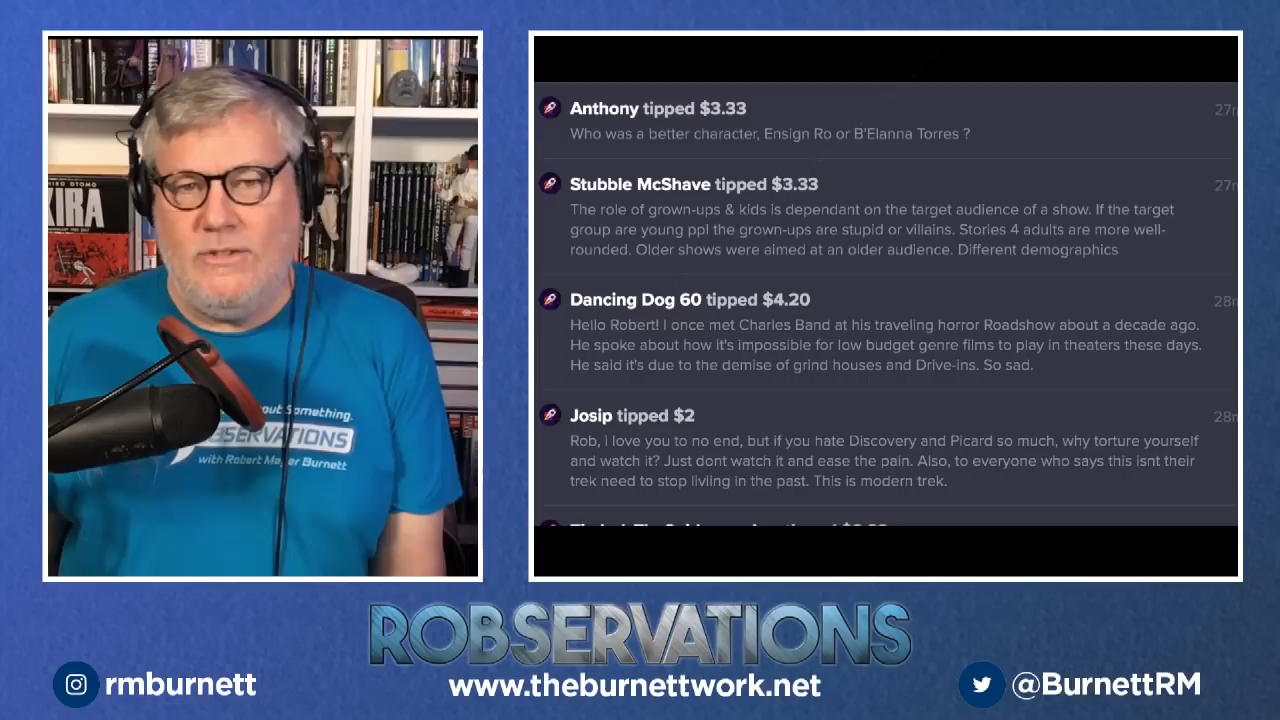 KIRA
out Something.
with Robert Meyer Burnett
Anthony tipped $3.33
Who was a better character, Ensign Ro or B'Elanna Torres ?
Stubble McShave tipped $3.33
27
The role of grown-ups & kids is dependant on the target audience of a show. If the target
group are young ppl the grown-ups are stupid or villains. Stories 4 adults are more well-
rounded. Older shows were aimed at an older audience. Different demographics
Dancing Dog 60 tipped $4.20
28
Hello Robert! I once met Charles Band at his traveling horror Roadshow about a decade ago.
He spoke about how it's impossible for low budget genre films to play in theaters these days.
He said it's due to the demise of grind houses and Drive-ins. So sad.
Josip tipped $2
28
Rob, i love you to no end, but if you hate Discovery and Picard so much, why torture yourself
and watch it? Just dont watch it and ease the pain. Also, to everyone who says this isnt their
trek need to stop liviing in the past. This is modern trek.
ROBSERVATIONS
rmburnett
www.theburnettwork.net
@BurnettRM